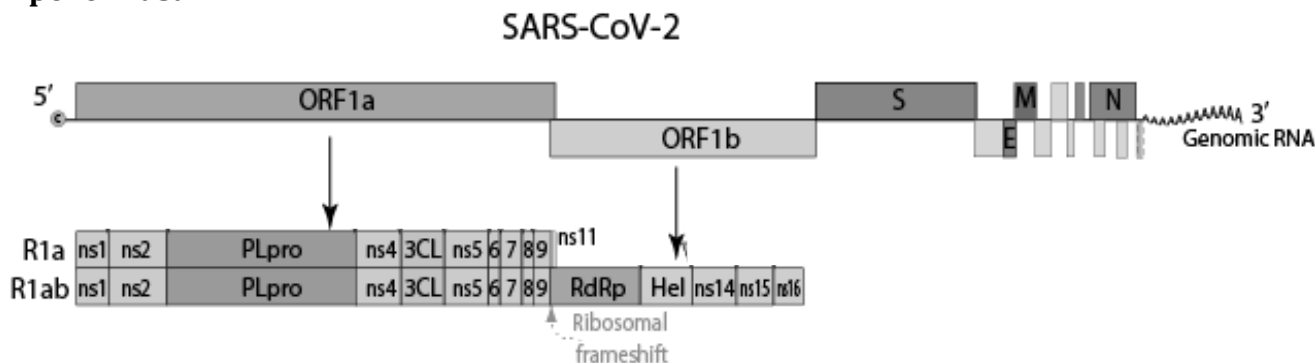 SARS-CoV-2
5′ ORF1a S M N 3′
C ORF1b E Genomic RNA
R1a ns1 ns2 PLpro ns4 3CL ns5 6 7 8 9 ns11
R1ab ns1 ns2 PLpro ns4 3CL ns5 6 7 8 9 RdRp Hel ns14 ns15 ns16
Ribosomal
frameshift